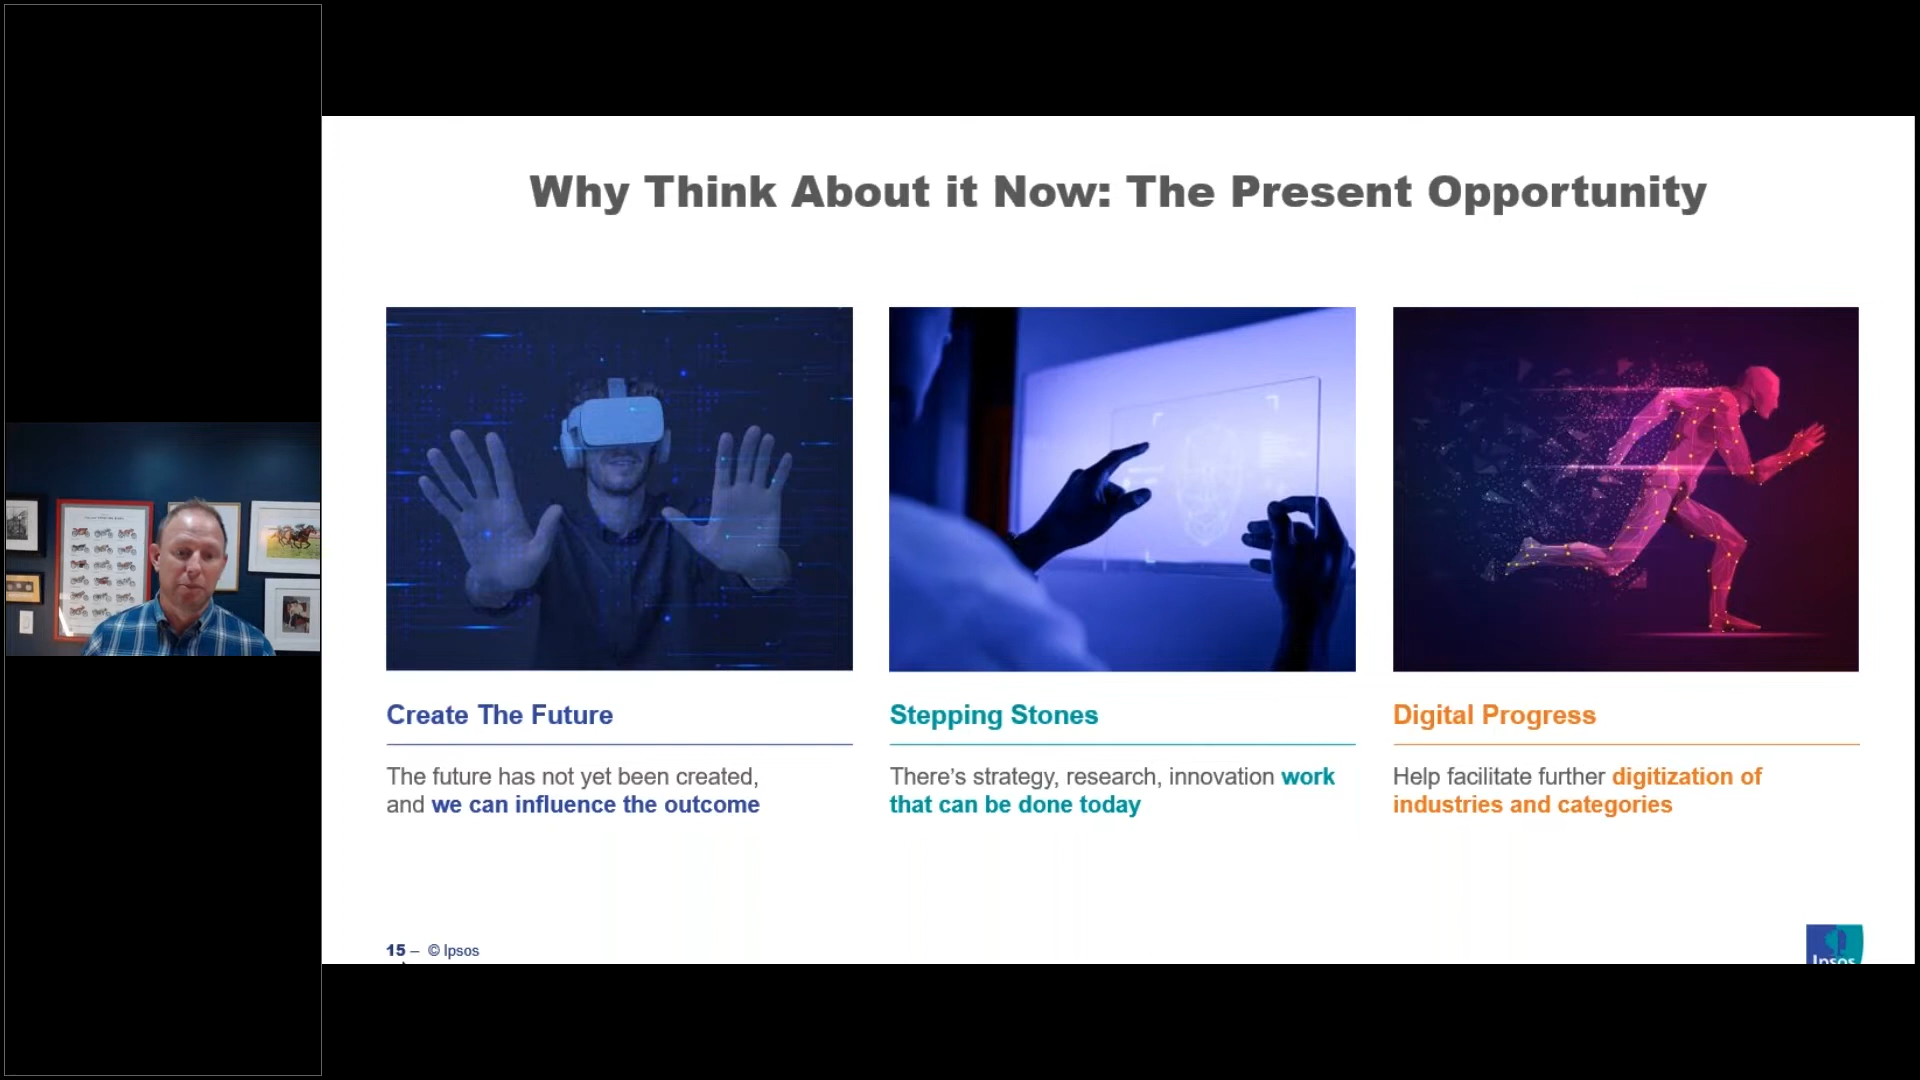 Why Think About it Now: The Present Opportunity
Create The Future
The future has not yet been created,
and we can influence the outcome
Stepping Stones
There’s strategy, research, innovation work
that can be done today
Digital Progress
Help facilitate further digitization of
industries and categories
15 – © Ipsos
Ipsos